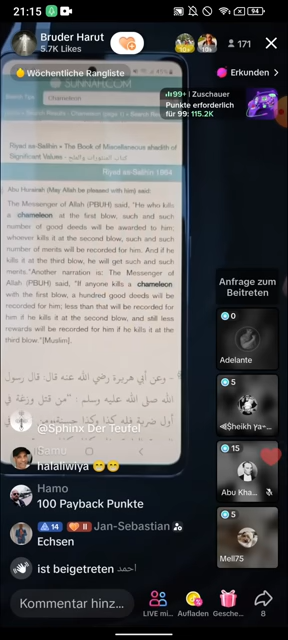 21:15
94
Bruder Harut
5.7K Likes
171
Wöchentliche Rangliste
Erkunden >
99+ | Zuschauer
Punkte erforderlich
für 99: 115.2K
SUNNAH.COM
Chameleon
Riyad as-Salihin » The Book of Miscellaneous ahadith of
Significant Values -
Riyad as-Salihin 1864
Abu Hurairah (May Allah be pleased with him) said:
The Messenger of Allah (PBUH) said, "He who kills
a chameleon at the first blow, such and such
number of good deeds will be awarded to him;
whoever kills it at the second blow, such and such
number of merits will be recorded for him. And if he
kills it at the third blow, he will get such and such
merits."Another narration is: The Messenger of
Allah (PBUH) said, "If anyone kills a chameleon
with the first blow, a hundred good deeds will be
recorded for him; less than that will be recorded for
him if he kills it at the second blow, and still less
rewards will be recorded for him if he kills it at the
third blow."[Muslim].
- وعن أبي هريرة رضي الله عنه قال: قال رسول
الله صلى الله عليه وسلم : "من قتل وزغة في
أول ضربة فله كذا وكذا حسنة،
Anfrage zum
Beitreten
0
Adelante
5
Sheikh ya+...
15
Abu Kha...
5
Mell75
@Sphinx Der Teufel
Samu
halaliwiya 😁😁
Hamo
100 Payback Punkte
14 II Jan-Sebastian
Echsen
ist beigetreten احمد
Kommentar hinz...
LIVE mi...
Aufladen
Gesche...
8